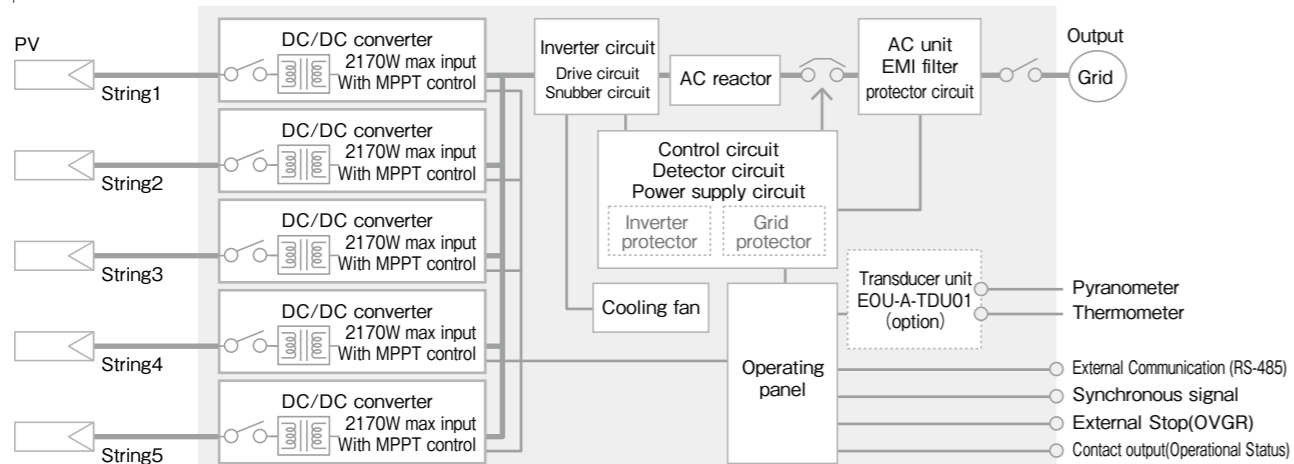 PV
String1
String2
String3
String4
String5
DC/DC converter
2170W max input
With MPPT control
DC/DC converter
2170W max input
With MPPT control
DC/DC converter
2170W max input
With MPPT control
DC/DC converter
2170W max input
With MPPT control
DC/DC converter
2170W max input
With MPPT control
Inverter circuit
Drive circuit
Snubber circuit
AC reactor
AC unit
EMI filter
protector circuit
Output
Grid
Control circuit
Detector circuit
Power supply circuit
Inverter
protector
Grid
protector
Cooling fan
Transducer unit
EOU-A-TDU01
(option)
Pyranometer
Thermometer
Operating
panel
External Communication (RS-485)
Synchronous signal
External Stop(OVGR)
Contact output(Operational Status)